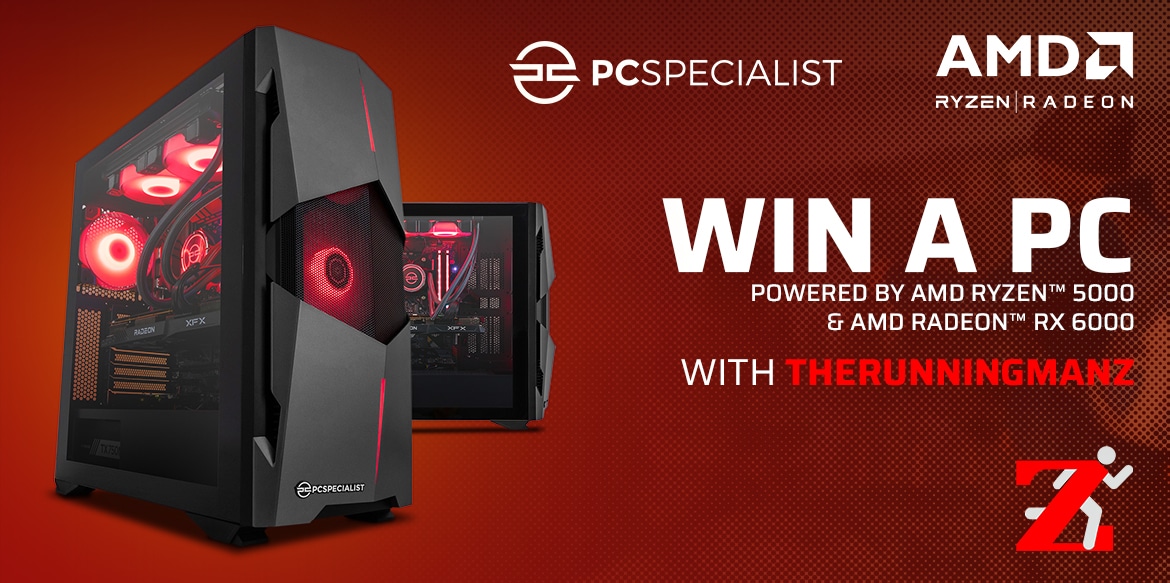 PCSPECIALIST
AMD
RYZEN | RADEON
WIN A PC
POWERED BY AMD RYZEN™ 5000
& AMD RADEON™ RX 6000
WITH THERUNNINGMANZ
Z
RADEON
XFX
XFX
PCSPECIALIST